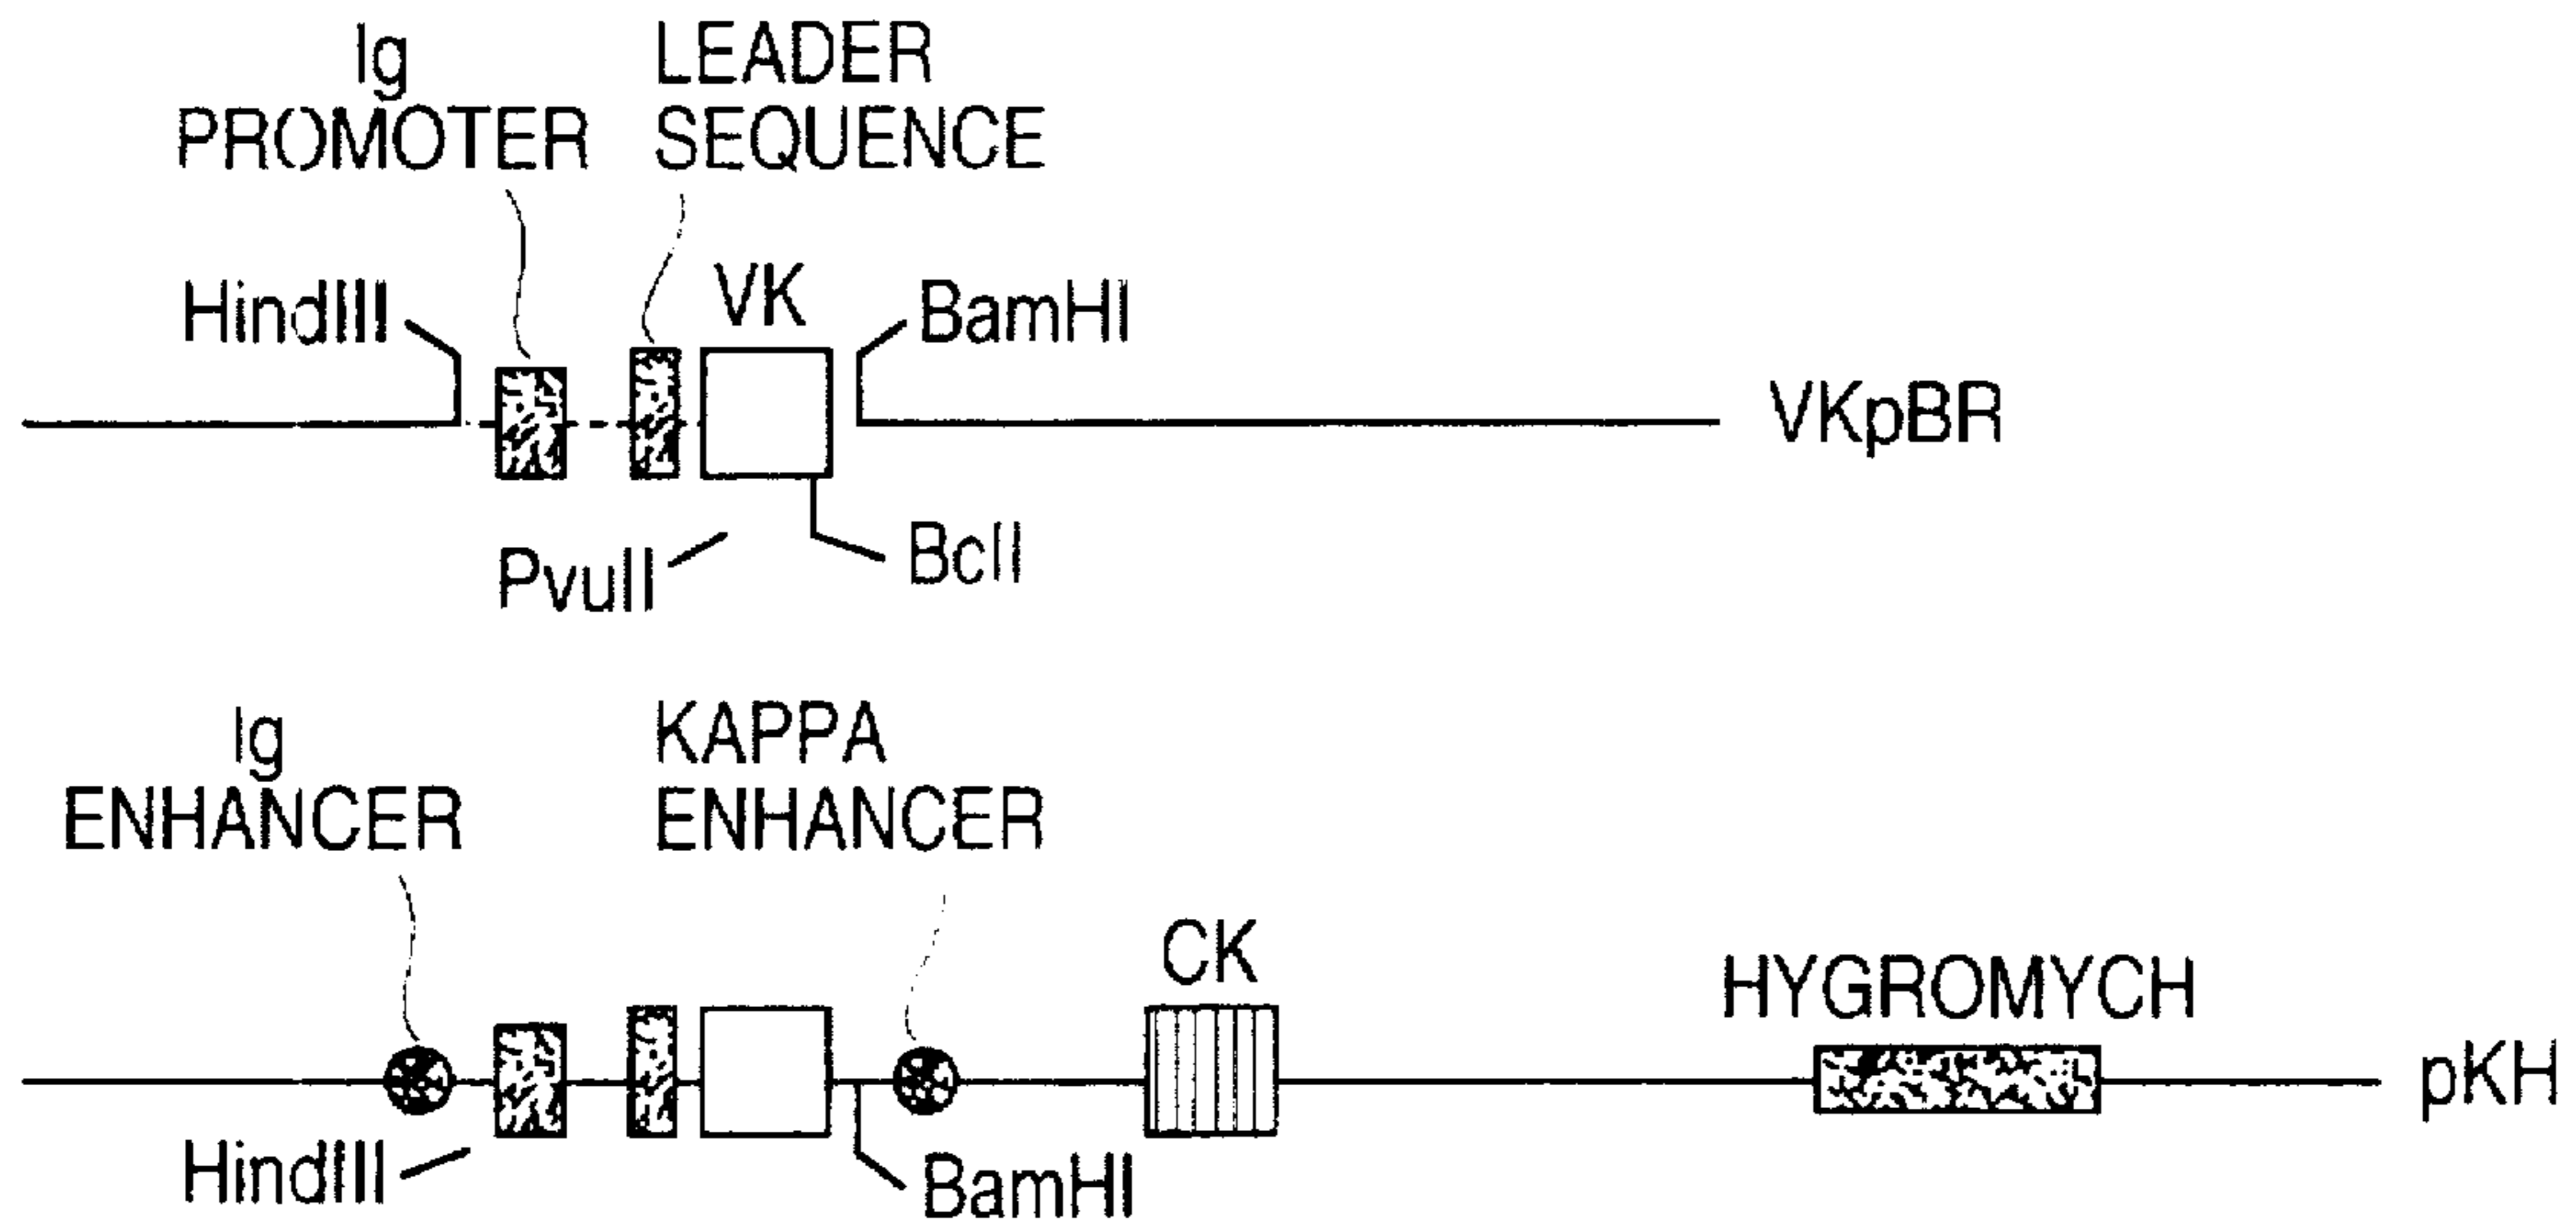 Ig
PROMOTER
LEADER
SEQUENCE
HindIII
VK
BamHI
VKpBR
PvuII
BclI
Ig
ENHANCER
KAPPA
ENHANCER
CK
HYGROMYCH
pKH
HindIII
BamHI